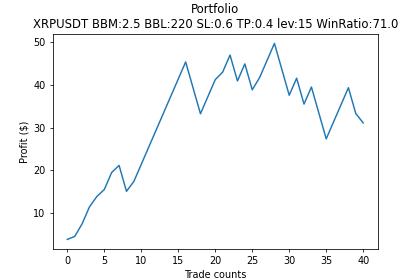 Portfolio
XRPUSDT BBM:2.5 BBL:220 SL:0.6 TP:0.4 lev:15 WinRatio:71.0
50
40
30
20
10
Profit ($)
0 5 10 15 20 25 30 35 40
Trade counts